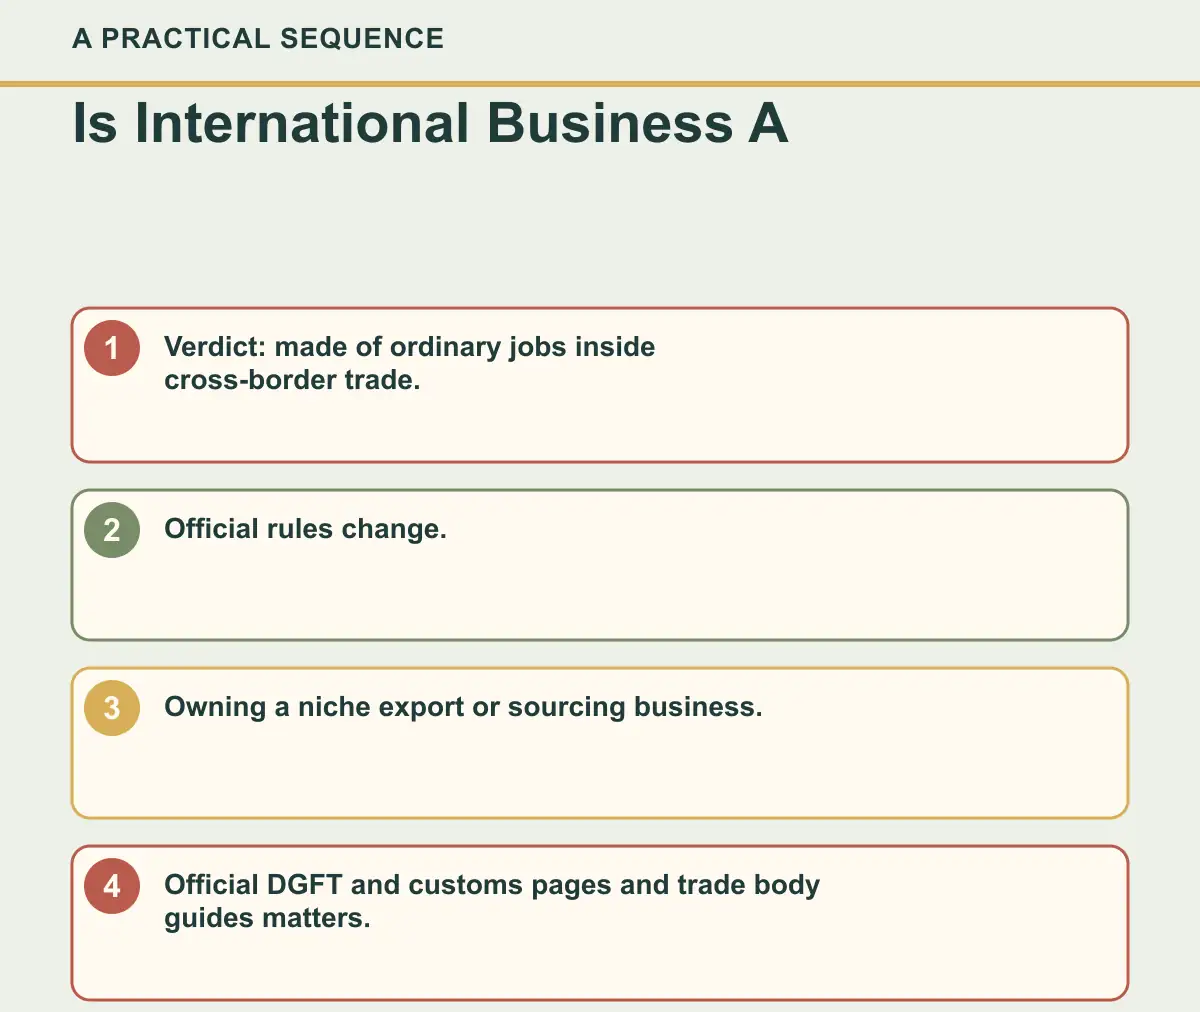 A PRACTICAL SEQUENCE
Is International Business A
1
Verdict: made of ordinary jobs inside
cross-border trade.
2
Official rules change.
3
Owning a niche export or sourcing business.
4
Official DGFT and customs pages and trade body
guides matters.